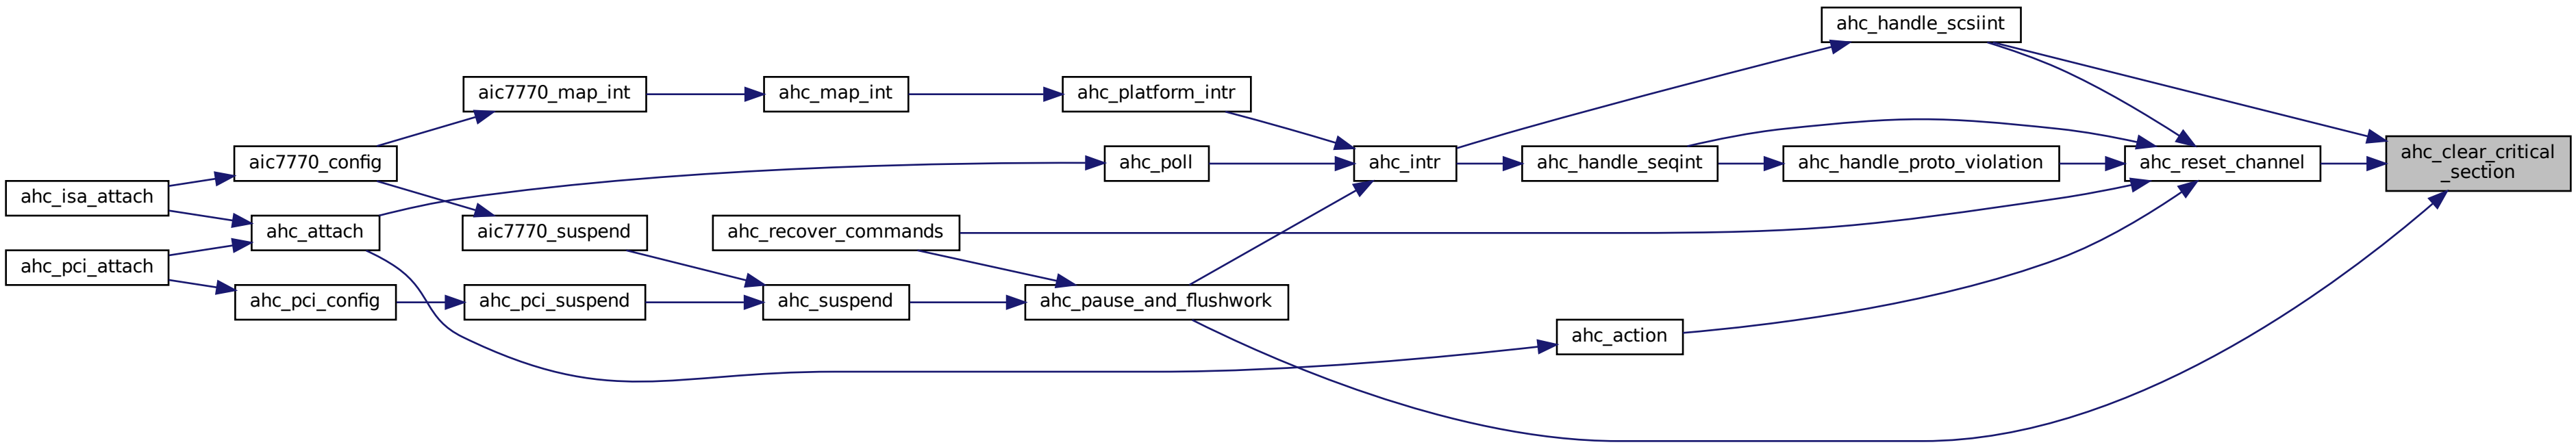 ahc_handle_scsiint
aic7770_map_int
ahc_map_int
ahc_platform_intr
aic7770_config
ahc_poll
ahc_intr
ahc_handle_seqint
ahc_handle_proto_violation
ahc_reset_channel
ahc_clear_critical
_section
ahc_isa_attach
ahc_attach
aic7770_suspend
ahc_recover_commands
ahc_pci_attach
ahc_pci_config
ahc_pci_suspend
ahc_suspend
ahc_pause_and_flushwork
ahc_action